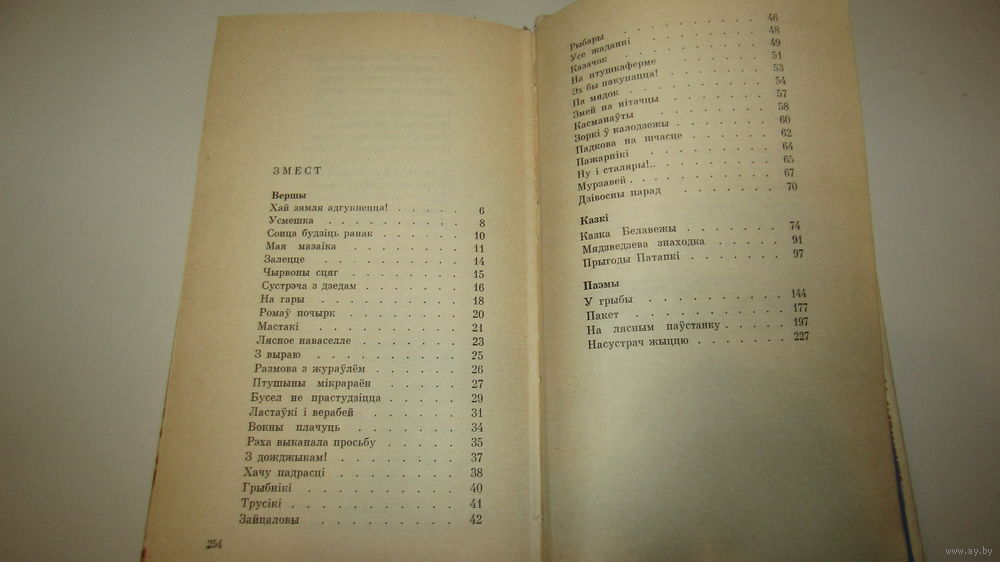 ЗМЕСТ
Вершы
Хай зямля адгукнецца! . . . . . 6
Усмешка . . . . . . . . 8
Сонца будзіць ранак . . . . . . 10
Мая мазаіка . . . . . . . 11
Залецце . . . . . . . . 14
Чырвоны сцяг . . . . . . . 15
Сустрэча з дзедам . . . . . . 16
На гары . . . . . . . . 18
Ромаў почырк . . . . . . . 20
Мастакі . . . . . . . . 21
Лясное наваселле . . . . . . 23
З выраю . . . . . . . . 25
Размова з жураўлём . . . . . . 26
Птушыны мікрараён . . . . . 27
Бусел не прастудзіцца . . . . . 29
Ластаўкі і верабей . . . . . . 31
Вокны плачуць . . . . . . 34
Рэха выканала просьбу . . . . . 35
З дожджыкам! . . . . . . . 37
Хачу падрасці . . . . . . . 38
Грыбнікі . . . . . . . . 40
Трусікі . . . . . . . . 41
Зайцаловы . . . . . . . . 42
254
Рыбары . . . . . . . . 46
Усе жаданні . . . . . . . 48
Казачок . . . . . . . . 49
На птушкаферме . . . . . . 51
Эх бы пакупацца! . . . . . . 53
Па мядок . . . . . . . . 54
Змей на нітачцы . . . . . . 57
Касманаўты . . . . . . . 58
Зоркі ў калодзежы . . . . . . 60
Падкова на шчасце . . . . . . 62
Пажарнікі . . . . . . . . 64
Ну і сталяры!.. . . . . . . 65
Мурзавей . . . . . . . . 67
Дзівосны парад . . . . . . . 70
Казкі
Казка Белавежы . . . . . . 74
Мядзведзева знаходка . . . . . 91
Прыгоды Патапкі . . . . . . 97
Паэмы
У грыбы . . . . . . . . 144
Пакет . . . . . . . . 177
На лясным паўстанку . . . . . 197
Насустрач жыццю . . . . . . 227
www.ay.by